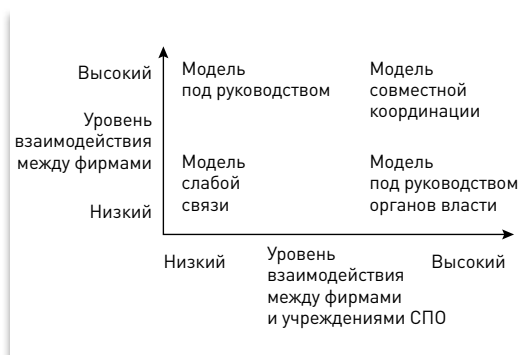 Высокий
Уровень
взаимодействия
между фирмами
Низкий
Модель
под руководством
Модель
совместной
координации
Модель
слабой
связи
Модель
под руководством
органов власти
Низкий
Уровень
взаимодействия
между фирмами
и учреждениями СПО
Высокий